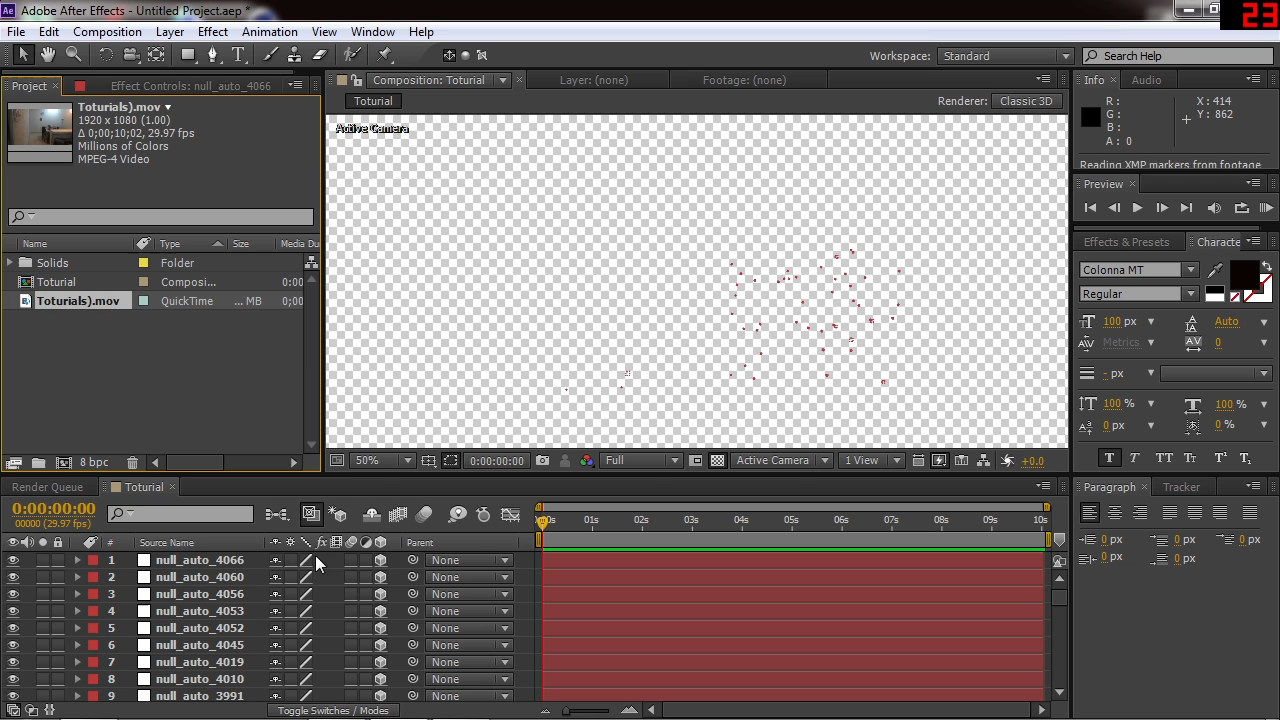 Adobe After Effects - Untitled Project.aep *
23
File Edit Composition Layer Effect Animation View Window Help
Workspace: Standard Search Help
Project Effect Controls: null_auto_4066
Toturials).mov
1920 x 1080 (1.00)
Δ 0;00;10;02, 29.97 fps
Millions of Colors
MPEG-4 Video
Name Type Size Media Du
Solids Folder
Toturial Composi... 0:00
Toturials).mov QuickTime ... MB 0;00
8 bpc
Composition: Toturial Layer: (none) Footage: (none)
Toturial Renderer: Classic 3D
Active Camera
50% 0:00:00:00 Full Active Camera 1 View +0.0
Info Audio
R : X : 414
G : Y : 862
B :
A : 0
Reading XMP markers from footage
Preview
Effects & Presets Characte
Colonna MT
Regular
100 px Auto
Metrics 0
- px
100 % 100 %
0 px 0 %
T T TT Tr T¹ T₁
Paragraph Tracker
0 px 0 px 0 px
0 px 0 px
Render Queue Toturial
0:00:00:00
00000 (29.97 fps)
# Source Name fx Parent
00s 01s 02s 03s 04s 05s 06s 07s 08s 09s 10s
1 null_auto_4066 None
2 null_auto_4060 None
3 null_auto_4056 None
4 null_auto_4053 None
5 null_auto_4052 None
6 null_auto_4045 None
7 null_auto_4019 None
8 null_auto_4010 None
9 null_auto_3991 None
Toggle Switches / Modes